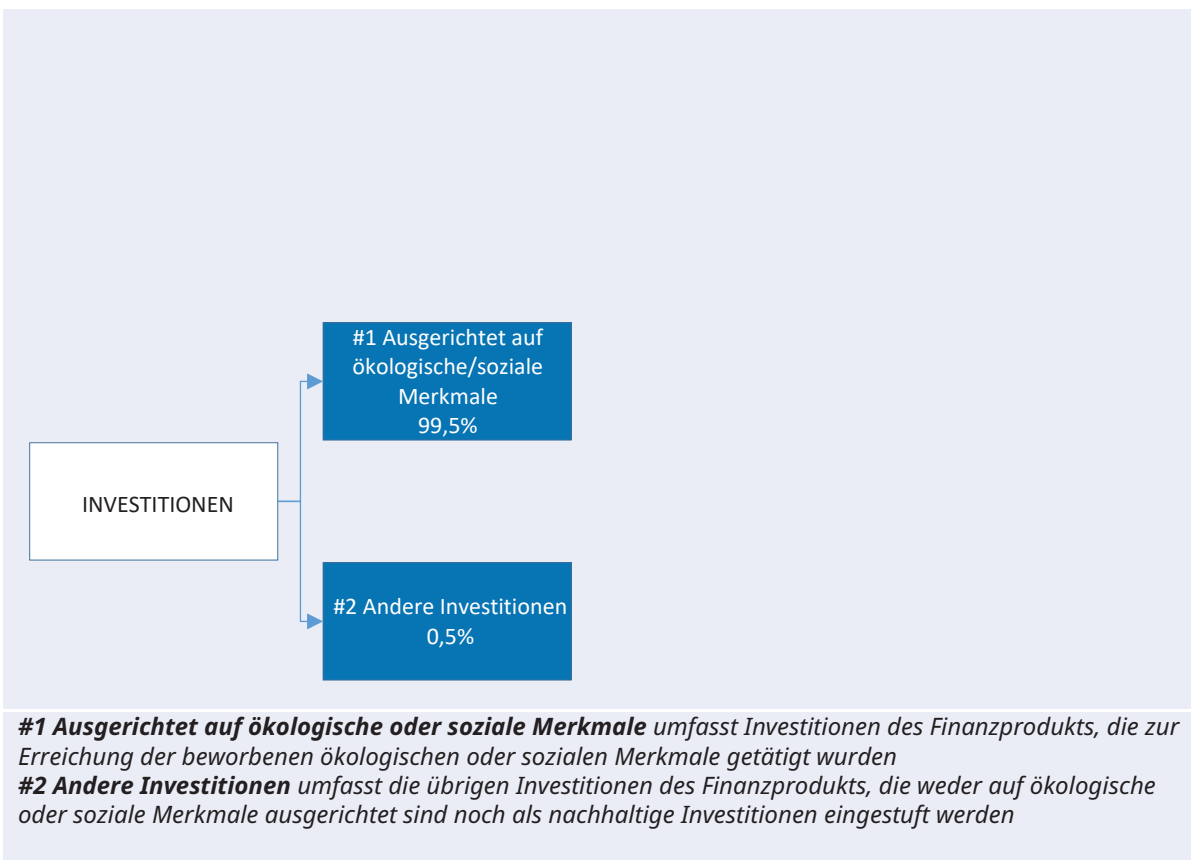 #1 Ausgerichtet auf
ökologische/soziale
Merkmale
99,5%
INVESTITIONEN
#2 Andere Investitionen
0,5%
#1 Ausgerichtet auf ökologische oder soziale Merkmale umfasst Investitionen des Finanzprodukts, die zur
Erreichung der beworbenen ökologischen oder sozialen Merkmale getätigt wurden
#2 Andere Investitionen umfasst die übrigen Investitionen des Finanzprodukts, die weder auf ökologische
oder soziale Merkmale ausgerichtet sind noch als nachhaltige Investitionen eingestuft werden